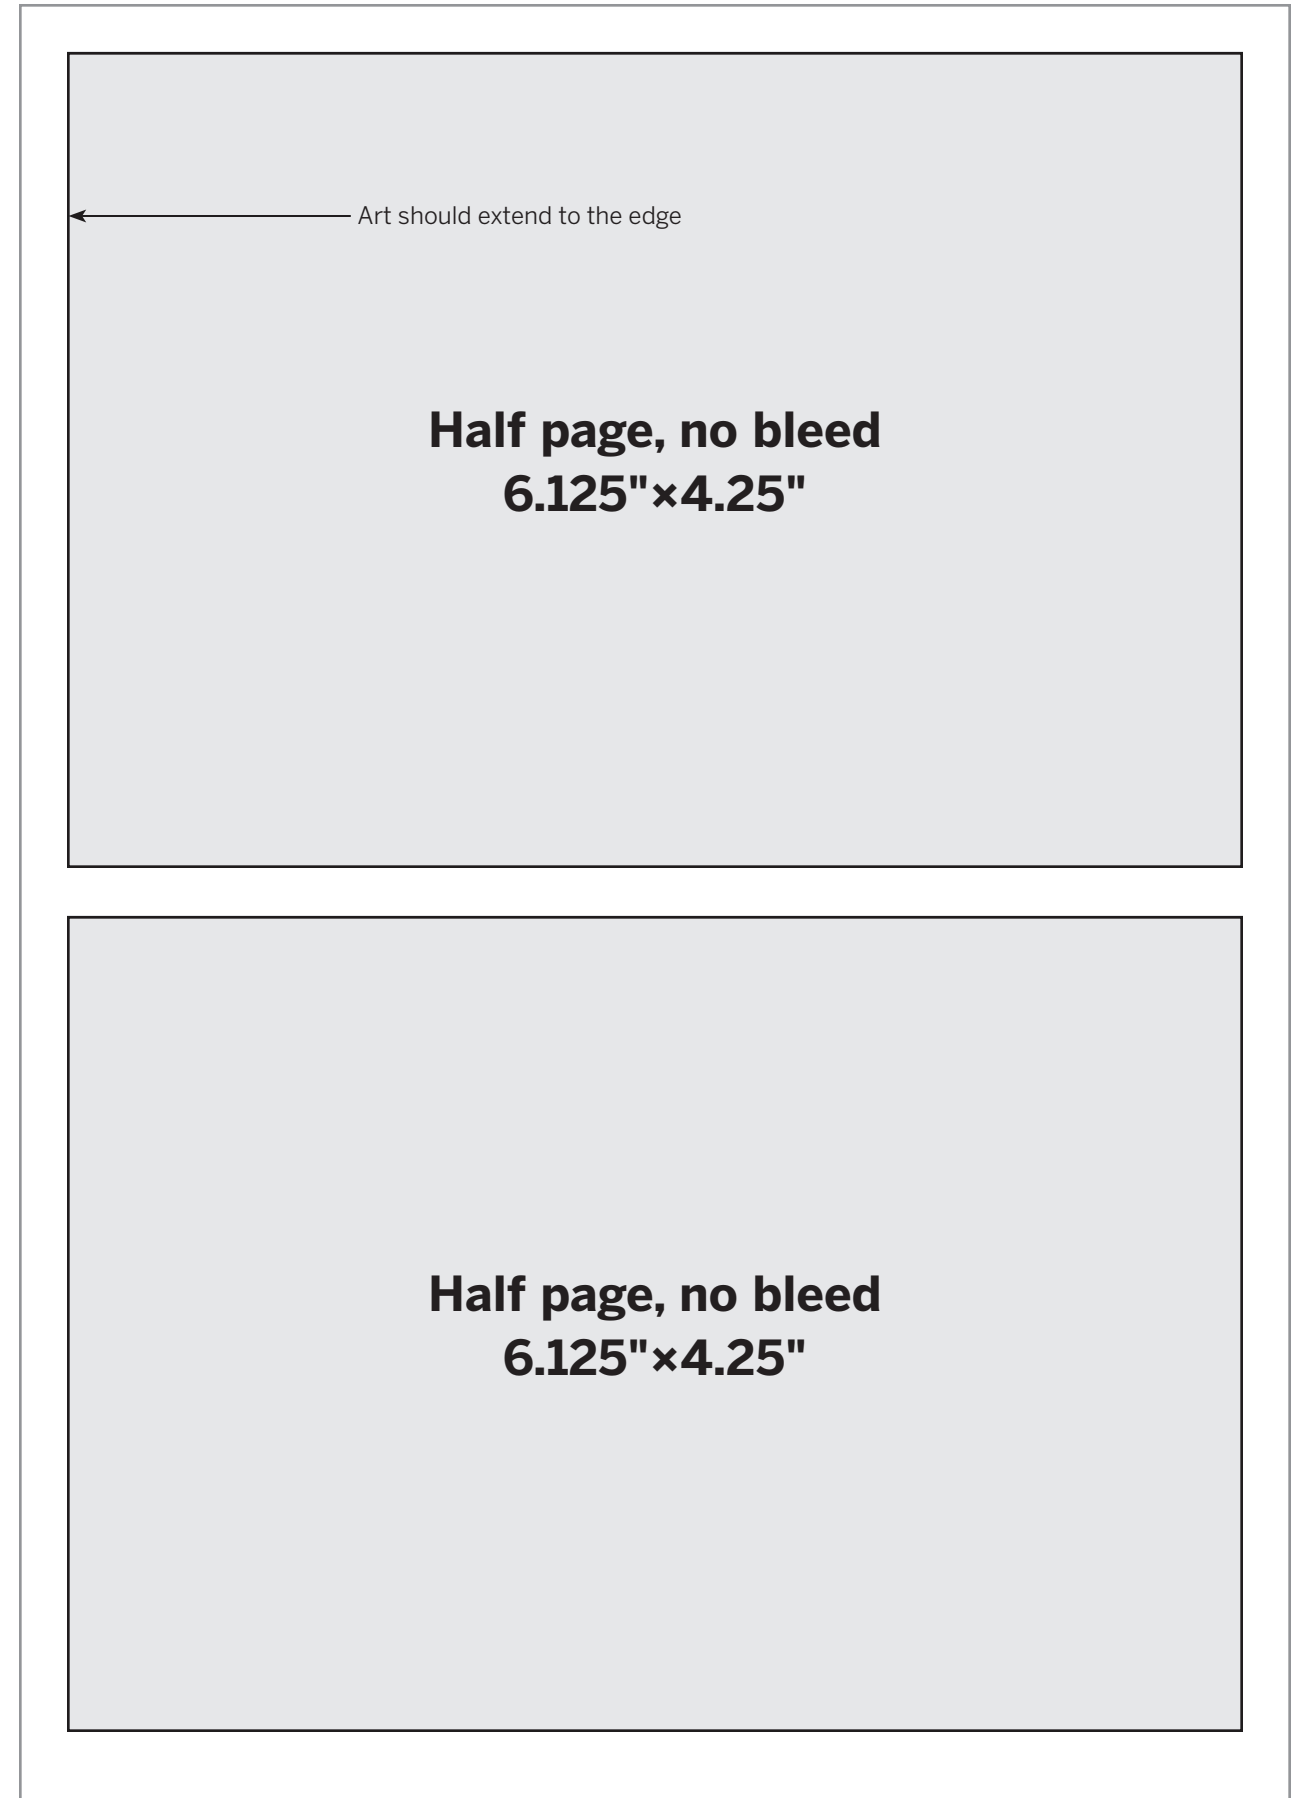 Art should extend to the edge
Half page, no bleed
6.125"×4.25"
Half page, no bleed
6.125"×4.25"